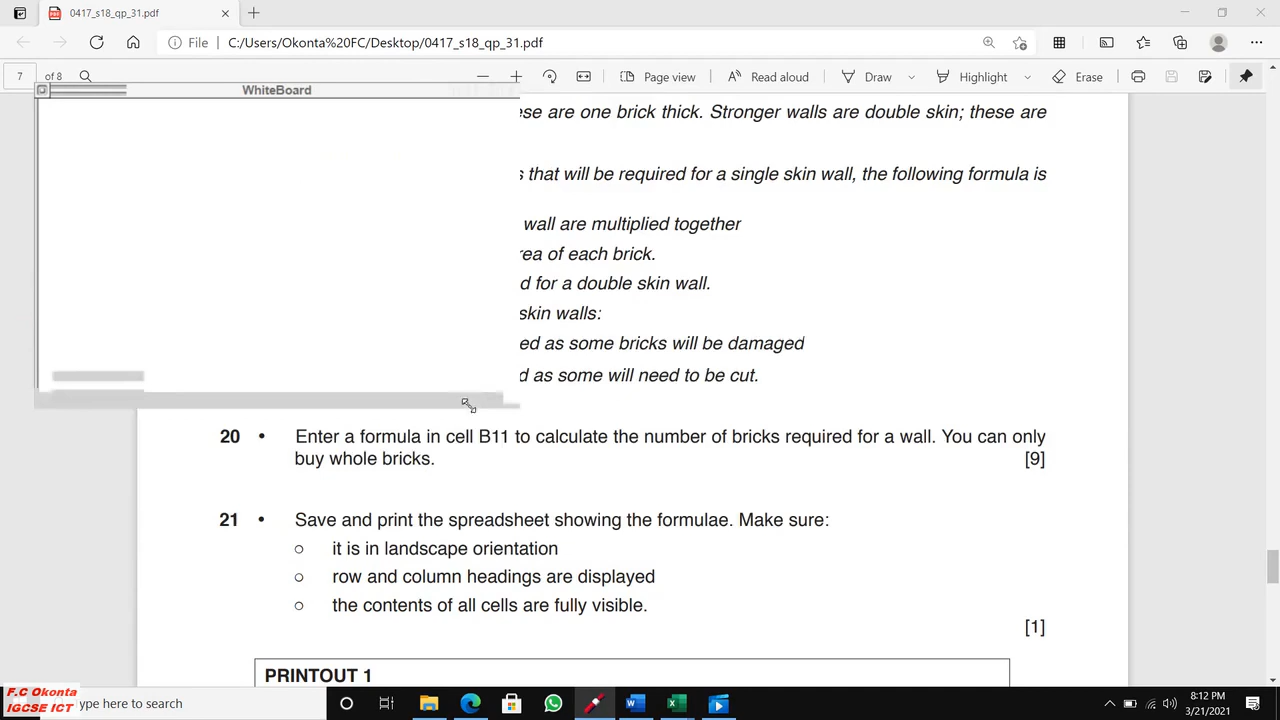 0417_s18_qp_31.pdf
File C:/Users/Okonta%20FC/Desktop/0417_s18_qp_31.pdf
7 of 8 Page view Read aloud Draw Highlight Erase
WhiteBoard
ese are one brick thick. Stronger walls are double skin; these are
s that will be required for a single skin wall, the following formula is
wall are multiplied together
rea of each brick.
d for a double skin wall.
skin walls:
ed as some bricks will be damaged
d as some will need to be cut.
20 • Enter a formula in cell B11 to calculate the number of bricks required for a wall. You can only
buy whole bricks. [9]
21 • Save and print the spreadsheet showing the formulae. Make sure:
○ it is in landscape orientation
○ row and column headings are displayed
○ the contents of all cells are fully visible.
[1]
PRINTOUT 1
F.C Okonta
IGCSE ICT
ype here to search
8:12 PM
3/21/2021